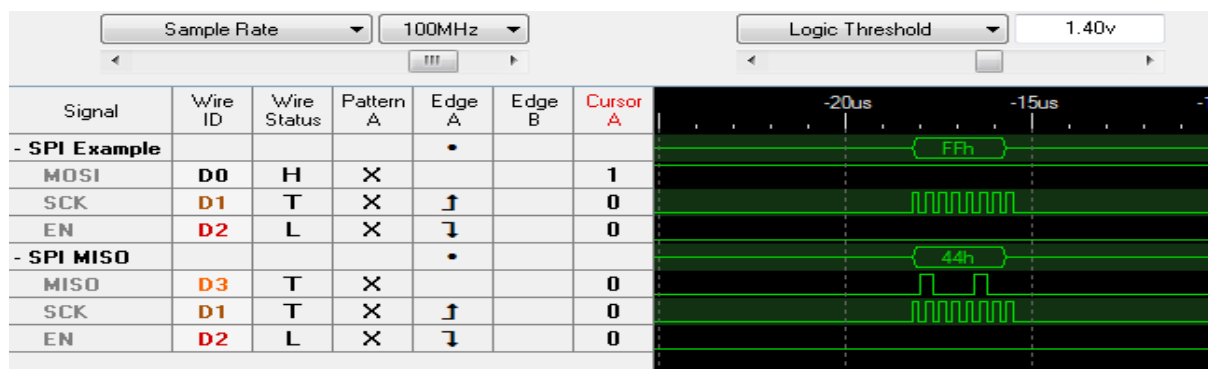 Sample Rate 100MHz Logic Threshold 1.40v
Signal Wire ID Wire Status Pattern A Edge A Edge B Cursor A -20us -15us
- SPI Example FFh
MOSI D0 H X 1
SCK D1 T X 0
EN D2 L X 0
- SPI MISO 44h
MISO D3 T X 0
SCK D1 T X 0
EN D2 L X 0